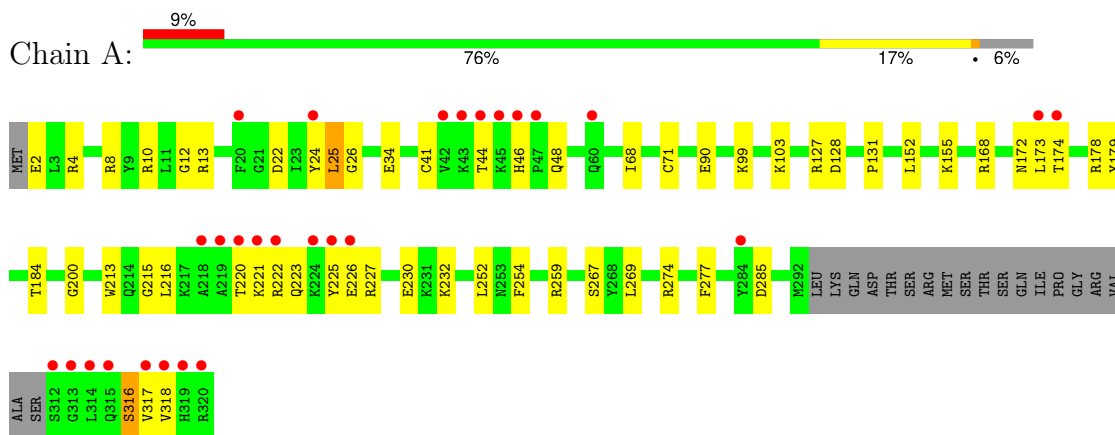 9%
Chain A:
76% 17% • 6%
MET E2 L3 R4 R8 Y9 R10 L11 G12 R13 F20 G21 D22 I23 Y24 L25 G26 E34 C41 V42 K43 T44 K45 H46 P47 Q48 Q60 I68 C71 E90 K99 K103 R127 D128 P131 L152 K155 R168 N172 L173 T174 R178 Y179
T184 G200 W213 Q214 G215 L216 K217 A218 A219 T220 K221 R222 Q223 K224 Y225 E226 R227 E230 K231 K232 L252 N253 F254 R259 S267 Y268 L269 R274 F277 Y284 D285 M292 LEU LYS GLN ASP THR SER ARG MET SER THR SER GLN ILE PRO GLY ARG VAL
ALA SER S312 G313 L314 Q315 S316 V317 V318 H319 R320